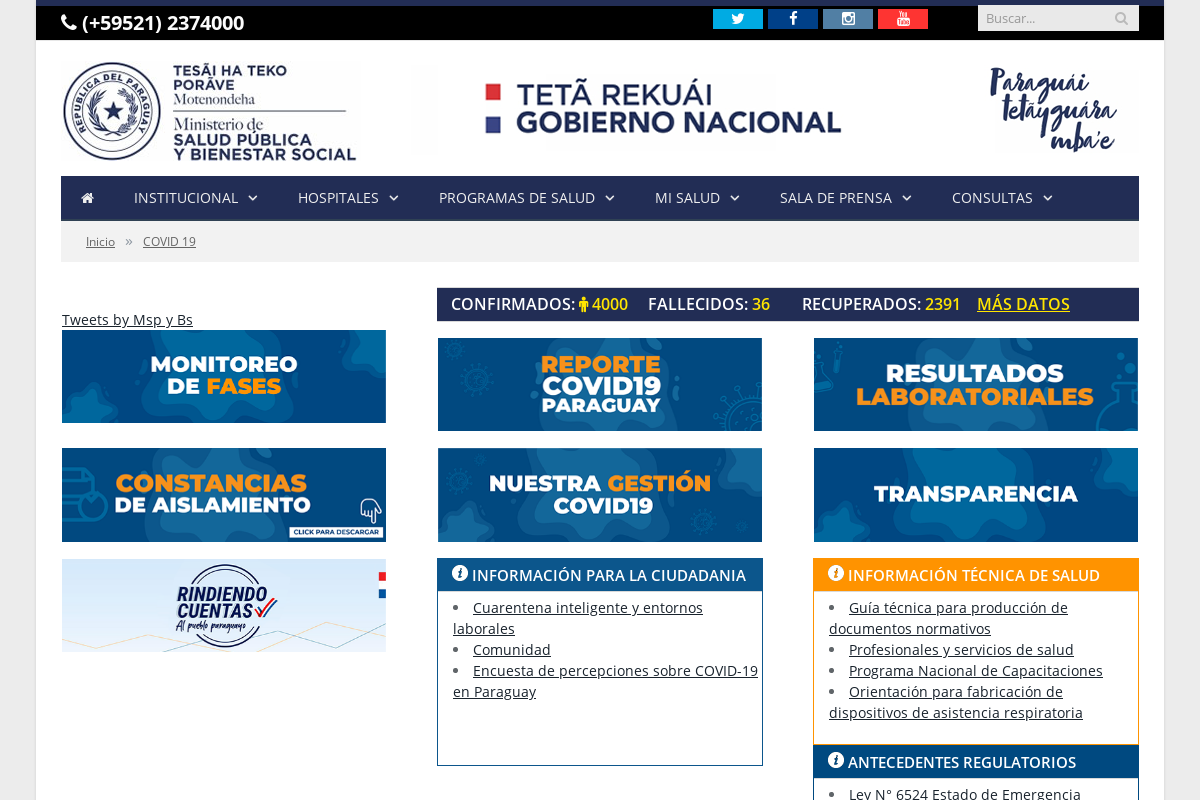 (+59521) 2374000
Buscar...
REPUBLICA DEL PARAGUAY
TESÃI HA TEKO
PORÃVE
Motenondeha
Ministerio de
SALUD PÚBLICA
Y BIENESTAR SOCIAL
TETÃ REKUÁI
GOBIERNO NACIONAL
Paraguái
tetãyguára
mba'e
INSTITUCIONAL
HOSPITALES
PROGRAMAS DE SALUD
MI SALUD
SALA DE PRENSA
CONSULTAS
Inicio » COVID 19
CONFIRMADOS: 4000 FALLECIDOS: 36 RECUPERADOS: 2391 MÁS DATOS
Tweets by Msp y Bs
MONITOREO
DE FASES
REPORTE
COVID19
PARAGUAY
RESULTADOS
LABORATORIALES
CONSTANCIAS
DE AISLAMIENTO
CLICK PARA DESCARGAR
NUESTRA GESTIÓN
COVID19
TRANSPARENCIA
RINDIENDO
CUENTAS
Al pueblo paraguayo
INFORMACIÓN PARA LA CIUDADANIA
• Cuarentena inteligente y entornos
laborales
• Comunidad
• Encuesta de percepciones sobre COVID-19
en Paraguay
INFORMACIÓN TÉCNICA DE SALUD
• Guía técnica para producción de
documentos normativos
• Profesionales y servicios de salud
• Programa Nacional de Capacitaciones
• Orientación para fabricación de
dispositivos de asistencia respiratoria
ANTECEDENTES REGULATORIOS
• Ley N° 6524 Estado de Emergencia